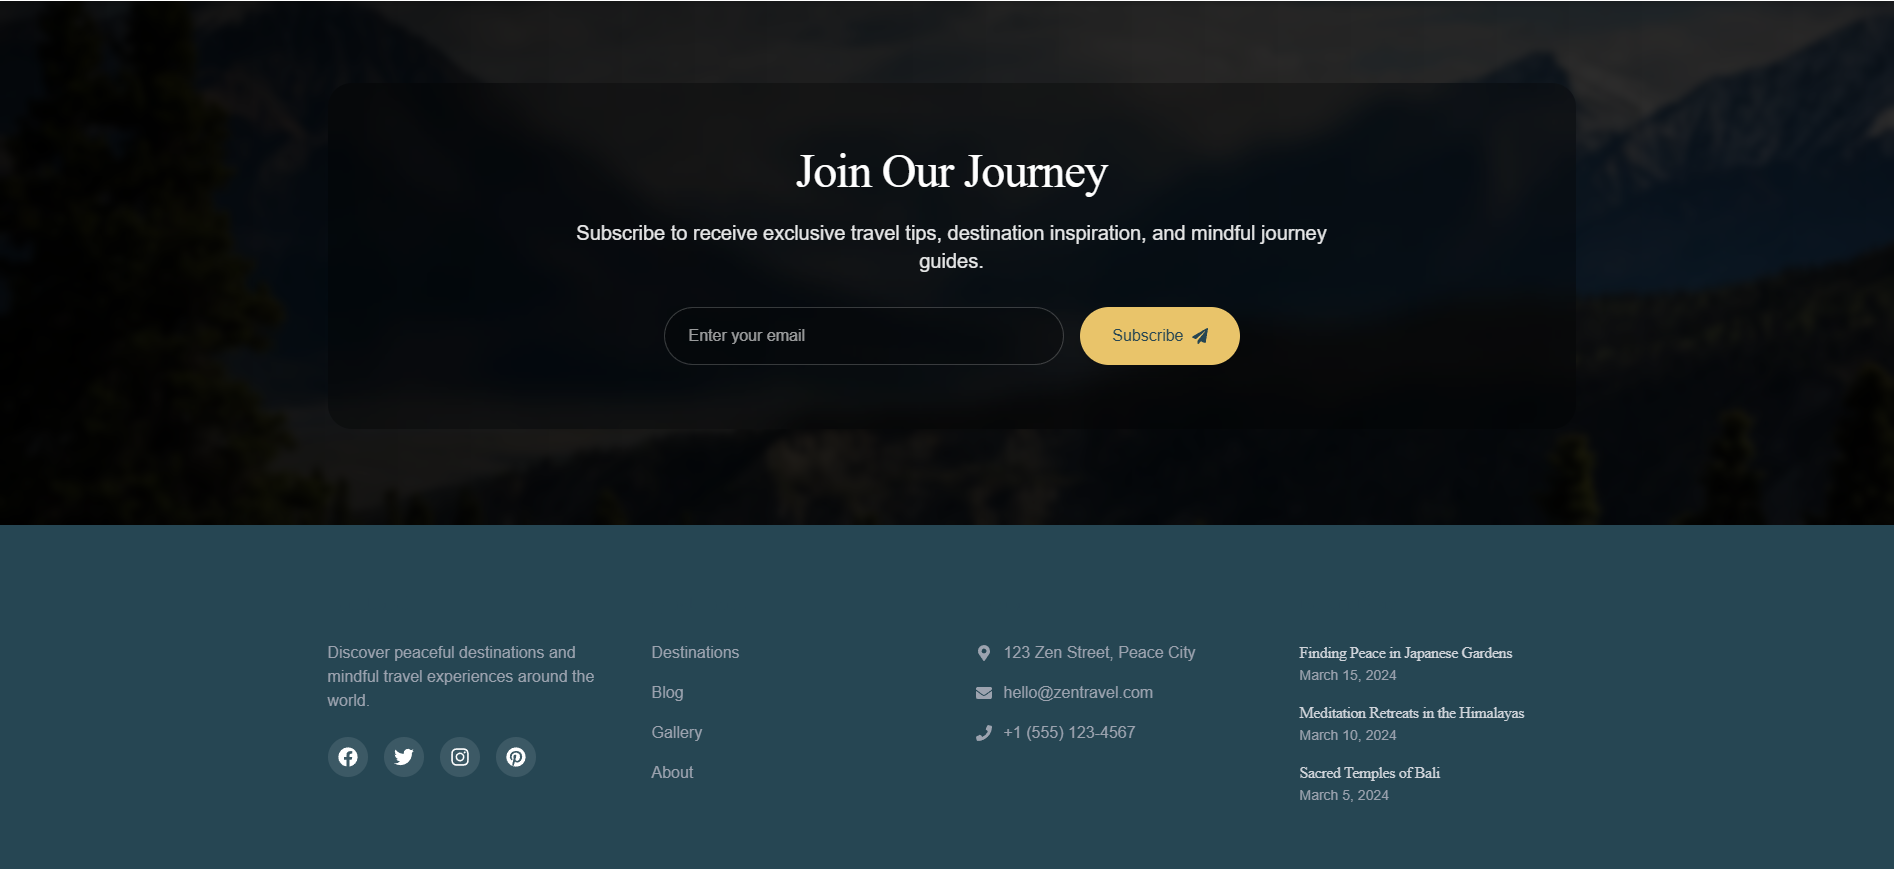 Join Our Journey
Subscribe to receive exclusive travel tips, destination inspiration, and mindful journey
guides.
Enter your email
Subscribe
Discover peaceful destinations and
mindful travel experiences around the
world.
Destinations
Blog
Gallery
About
123 Zen Street, Peace City
hello@zentravel.com
+1 (555) 123-4567
Finding Peace in Japanese Gardens
March 15, 2024
Meditation Retreats in the Himalayas
March 10, 2024
Sacred Temples of Bali
March 5, 2024